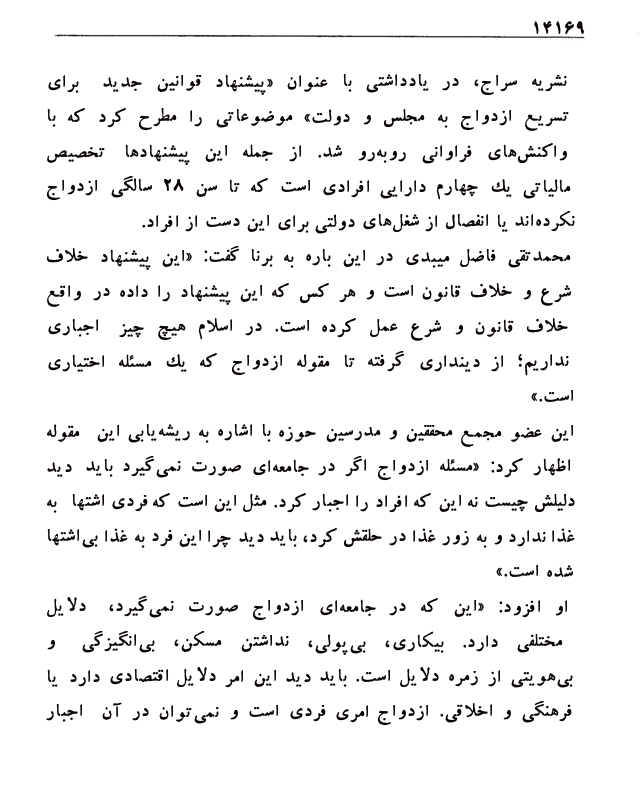 ۱۴۱۶۹
نشریه سراج، در یادداشتی با عنوان «پیشنهاد قوانین جدید برای
تسریع ازدواج به مجلس و دولت» موضوعاتی را مطرح کرد که با
واکنش‌های فراوانی روبه‌رو شد. از جمله این پیشنهادها تخصیص
مالیاتی یك چهارم دارایی افرادی است که تا سن ۲۸ سالگی ازدواج
نکرده‌اند یا انفصال از شغل‌های دولتی برای این دست از افراد.
محمدتقی فاضل میبدی در این باره به برنا گفت: «این پیشنهاد خلاف
شرع و خلاف قانون است و هر کس که این پیشنهاد را داده در واقع
خلاف قانون و شرع عمل کرده است. در اسلام هیچ چیز اجباری
نداریم؛ از دینداری گرفته تا مقوله ازدواج که یك مسئله اختیاری
است.»
این عضو مجمع محققین و مدرسین حوزه با اشاره به ریشه‌یابی این مقوله
اظهار کرد: «مسئله ازدواج اگر در جامعه‌ای صورت نمی‌گیرد باید دید
دلیلش چیست نه این که افراد را اجبار کرد. مثل این است که فردی اشتها به
غذا ندارد و به زور غذا در حلقش کرد، باید دید چرا این فرد به غذا بی‌اشتها
شده است.»
او افزود: «این که در جامعه‌ای ازدواج صورت نمی‌گیرد، دلایل
مختلفی دارد. بیکاری، بی‌پولی، نداشتن مسکن، بی‌انگیزگی و
بی‌هویتی از زمره دلایل است. باید دید این امر دلایل اقتصادی دارد یا
فرهنگی و اخلاقی. ازدواج امری فردی است و نمی‌توان در آن اجبار